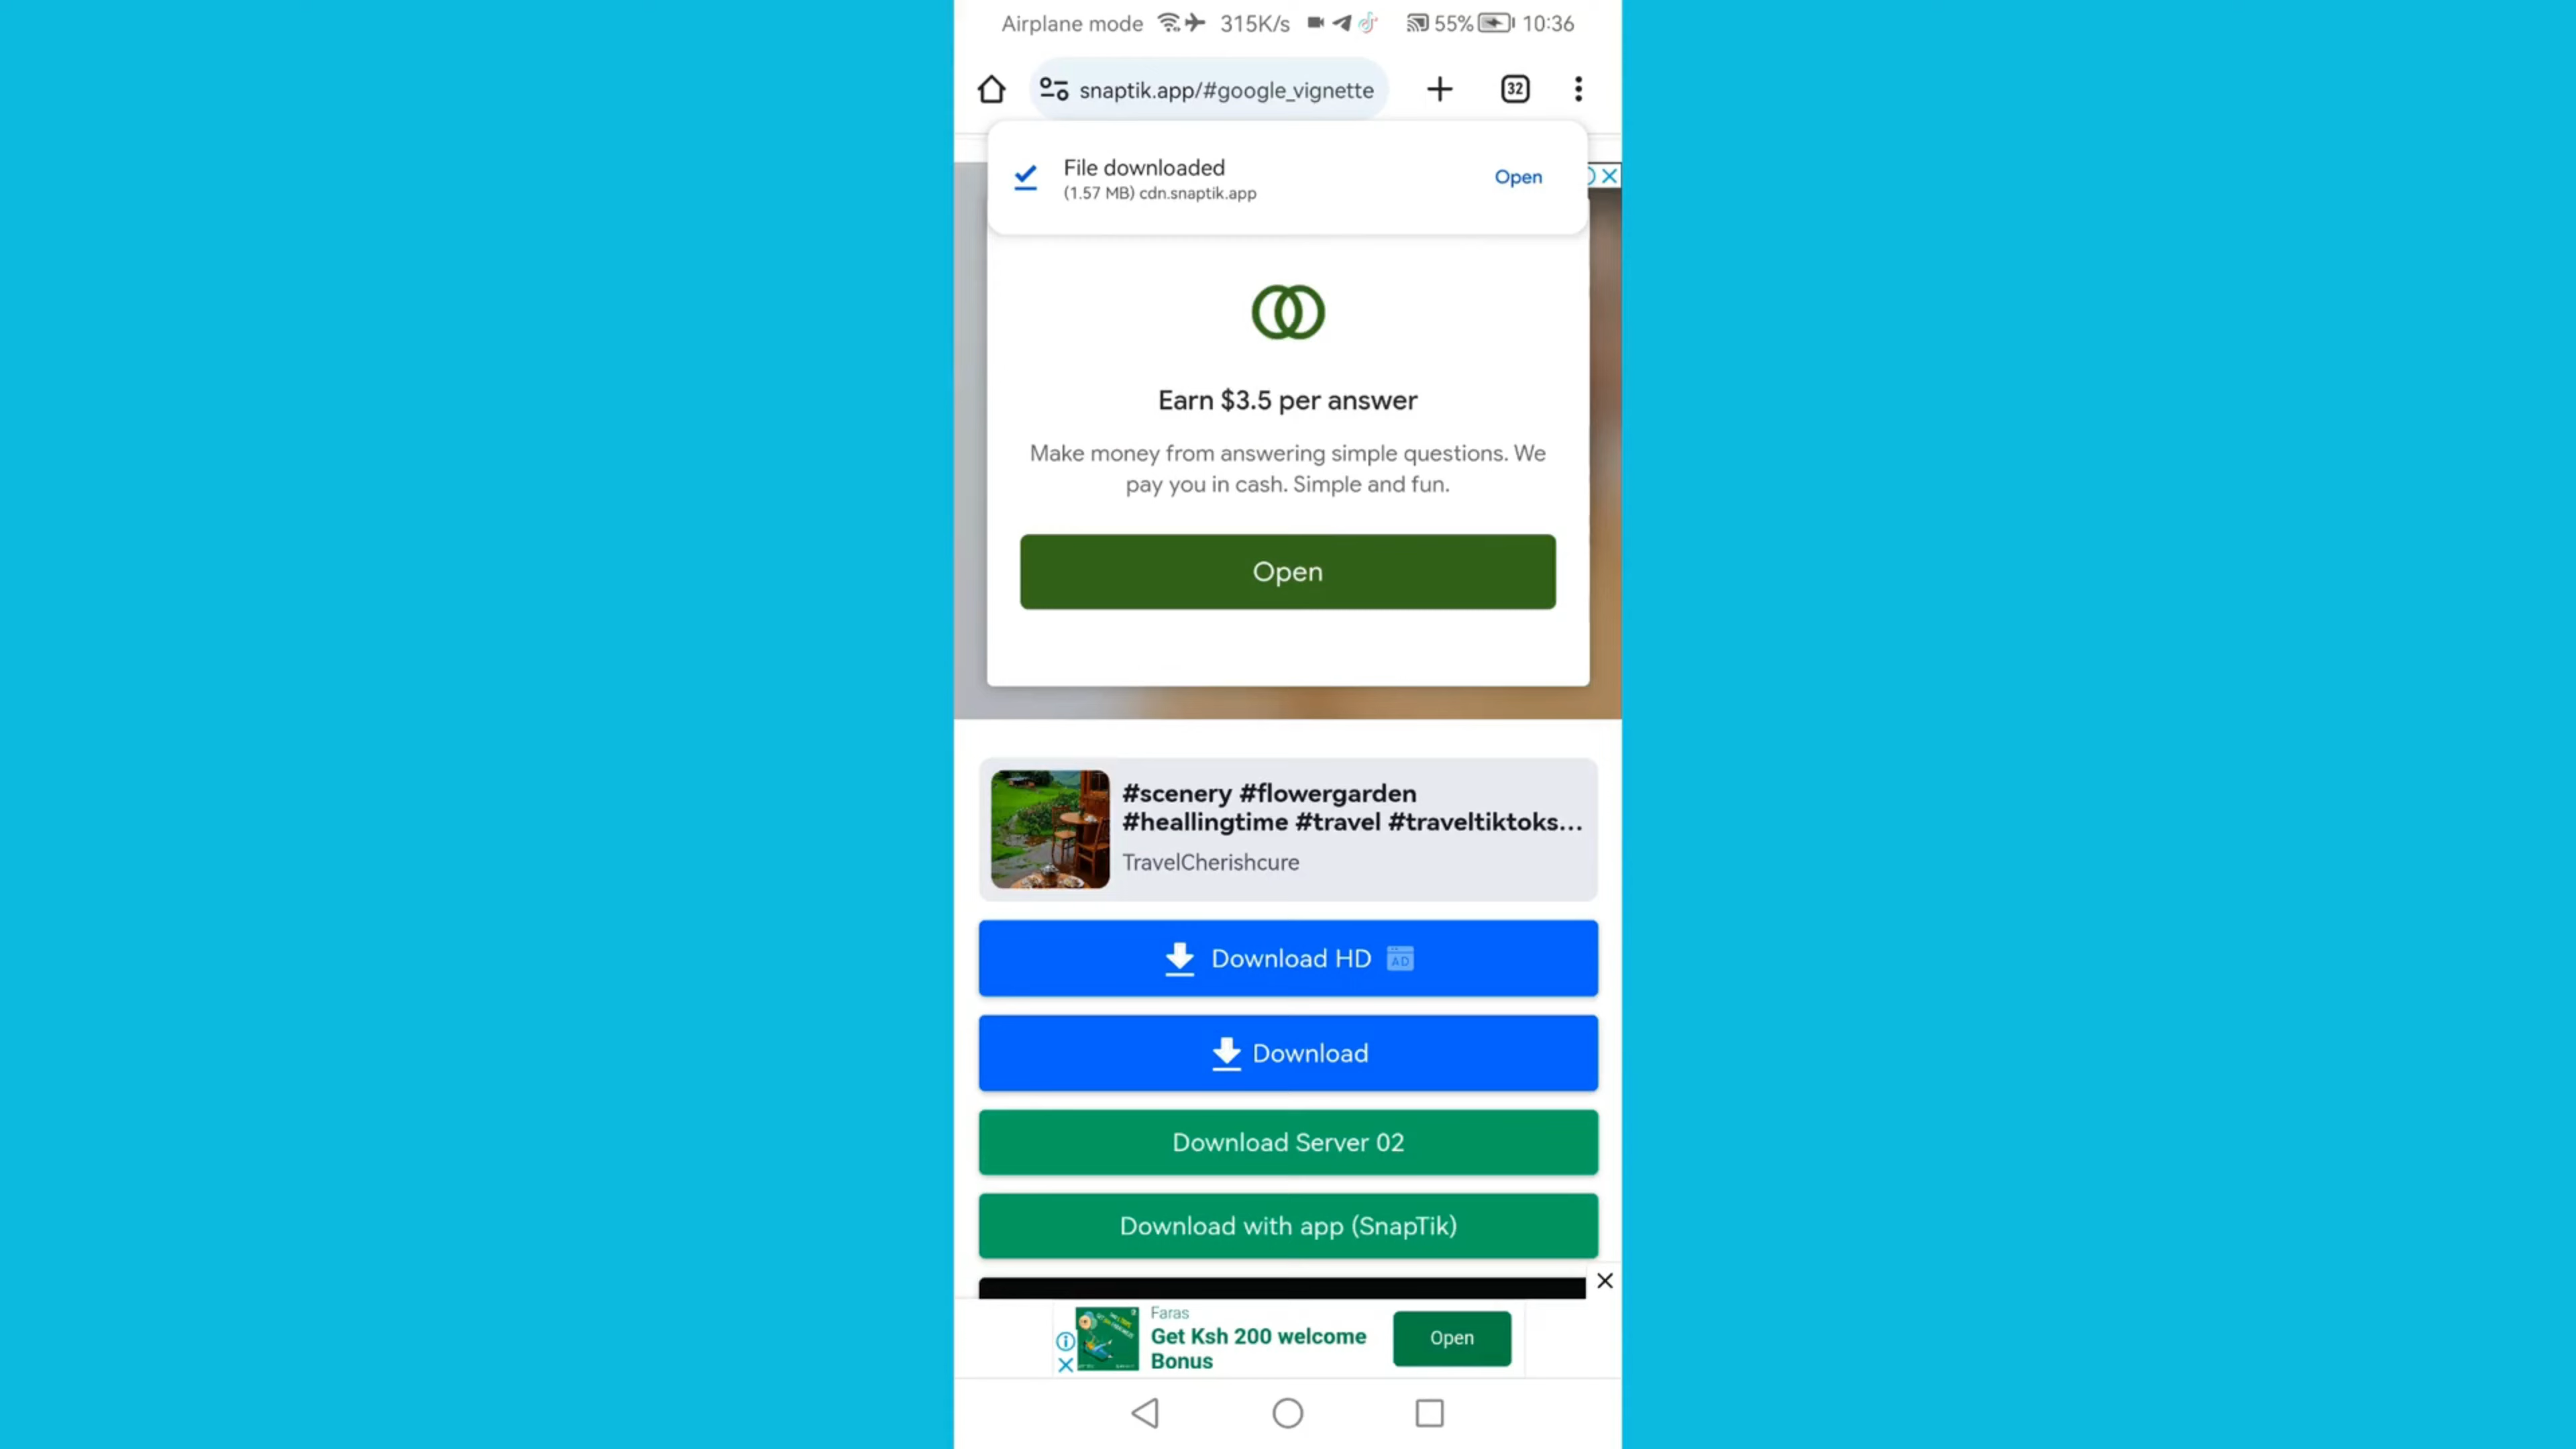 Airplane mode 315K/s 55% 10:36
snaptik.app/#google_vignette 32
File downloaded
(1.57 MB) cdn.snaptik.app
Open
Earn $3.5 per answer
Make money from answering simple questions. We
pay you in cash. Simple and fun.
Open
#scenery #flowergarden
#heallingtime #travel #traveltiktoks...
TravelCherishcure
Download HD AD
Download
Download Server 02
Download with app (SnapTik)
Faras
Get Ksh 200 welcome
Bonus
Open